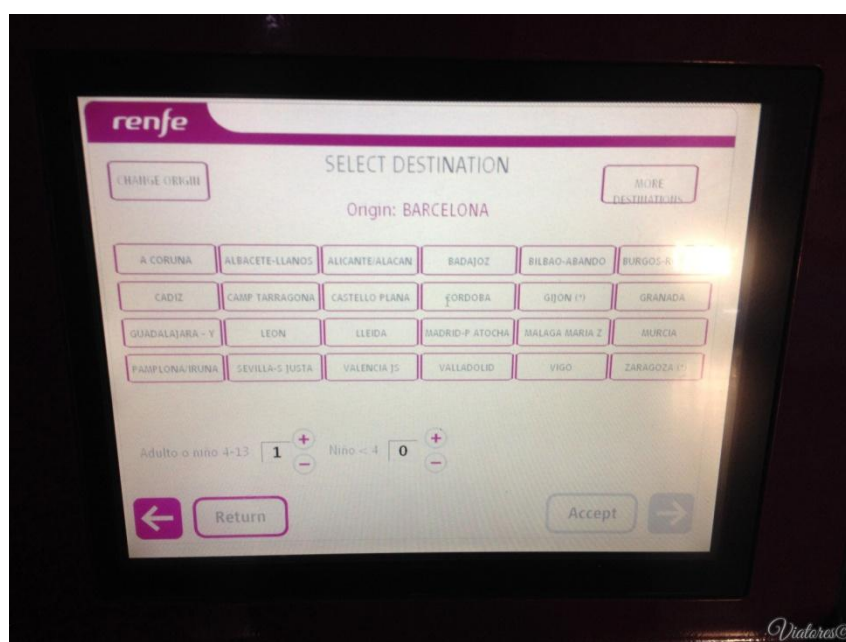 renfe
SELECT DESTINATION
CHANGE ORIGIN
MORE
DESTINATIONS
Origin: BARCELONA
A CORUNA ALBACETE-LLANOS ALICANTE/ALACAN BADAJOZ BILBAO-ABANDO BURGOS-R
CADIZ CAMP TARRAGONA CASTELLO PLANA CORDOBA GIJON (*) GRANADA
GUADALAJARA - Y LEON LLEIDA MADRID-P ATOCHA MALAGA MARIA Z MURCIA
PAMPLONA/IRUNA SEVILLA-S JUSTA VALENCIA JS VALLADOLID VIGO ZARAGOZA (*)
Adulto o niño 4-13 1 + − Niño < 4 0 + −
Return Accept
Viatores©